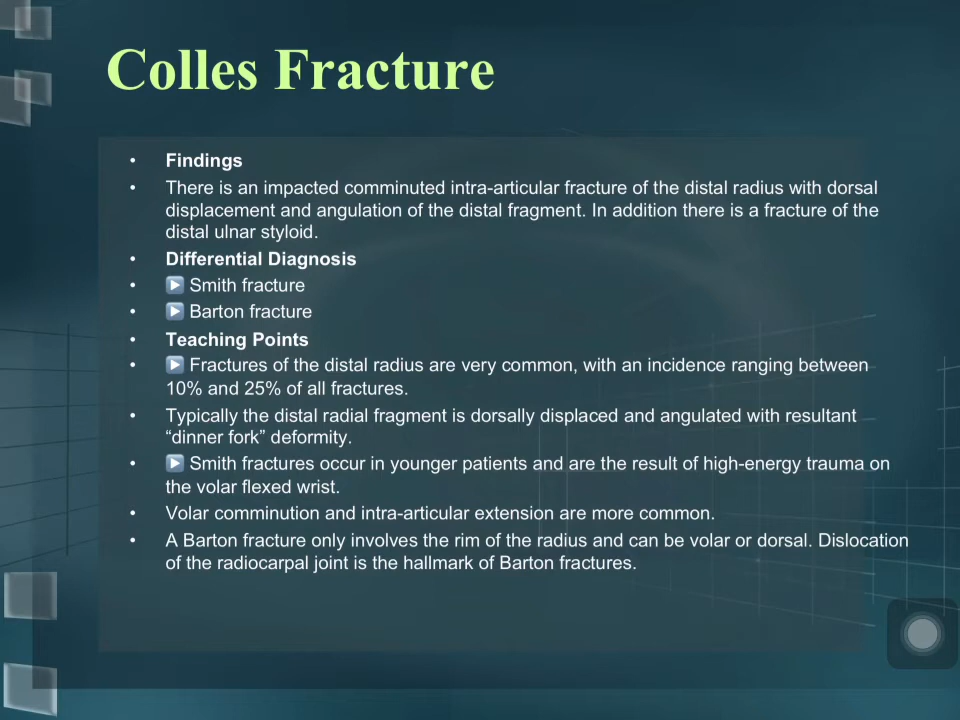 Colles Fracture
• Findings
• There is an impacted comminuted intra-articular fracture of the distal radius with dorsal
displacement and angulation of the distal fragment. In addition there is a fracture of the
distal ulnar styloid.
• Differential Diagnosis
• ▶️ Smith fracture
• ▶️ Barton fracture
• Teaching Points
• ▶️ Fractures of the distal radius are very common, with an incidence ranging between
10% and 25% of all fractures.
• Typically the distal radial fragment is dorsally displaced and angulated with resultant
“dinner fork” deformity.
• ▶️ Smith fractures occur in younger patients and are the result of high-energy trauma on
the volar flexed wrist.
• Volar comminution and intra-articular extension are more common.
• A Barton fracture only involves the rim of the radius and can be volar or dorsal. Dislocation
of the radiocarpal joint is the hallmark of Barton fractures.